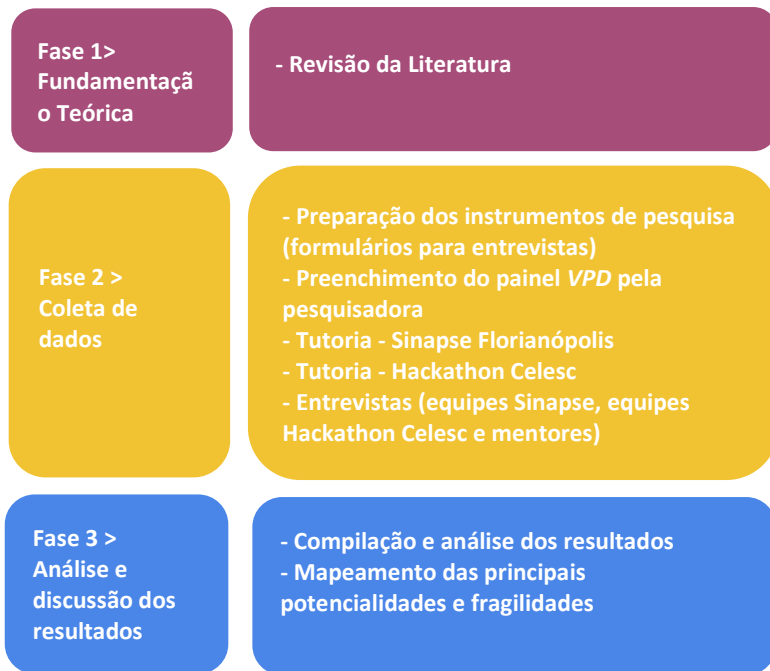 Fase 1>
Fundamentaçã
o Teórica
- Revisão da Literatura
Fase 2 >
Coleta de
dados
- Preparação dos instrumentos de pesquisa
(formulários para entrevistas)
- Preenchimento do painel VPD pela
pesquisadora
- Tutoria - Sinapse Florianópolis
- Tutoria - Hackathon Celesc
- Entrevistas (equipes Sinapse, equipes
Hackathon Celesc e mentores)
Fase 3 >
Análise e
discussão dos
resultados
- Compilação e análise dos resultados
- Mapeamento das principais
potencialidades e fragilidades